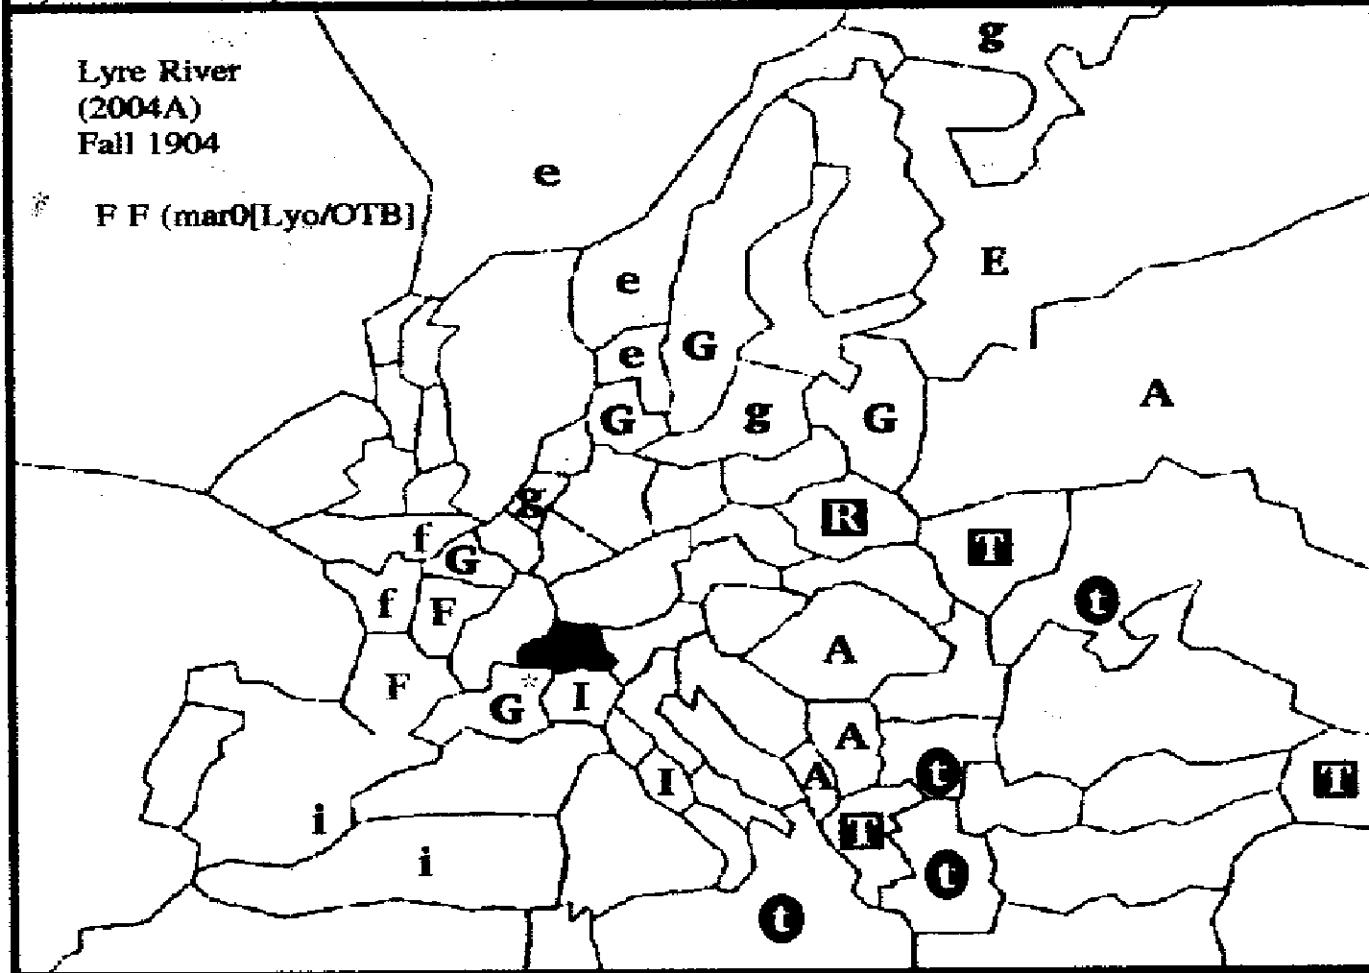 g
Lyre River
(2004A)
Fall 1904
e
* F F (mar0[Lyo/OTB]
E
e
e G
A
G g G
g R
f T
G
f F t
A
F
* 
G I
A
I A t T
i T
i t
t